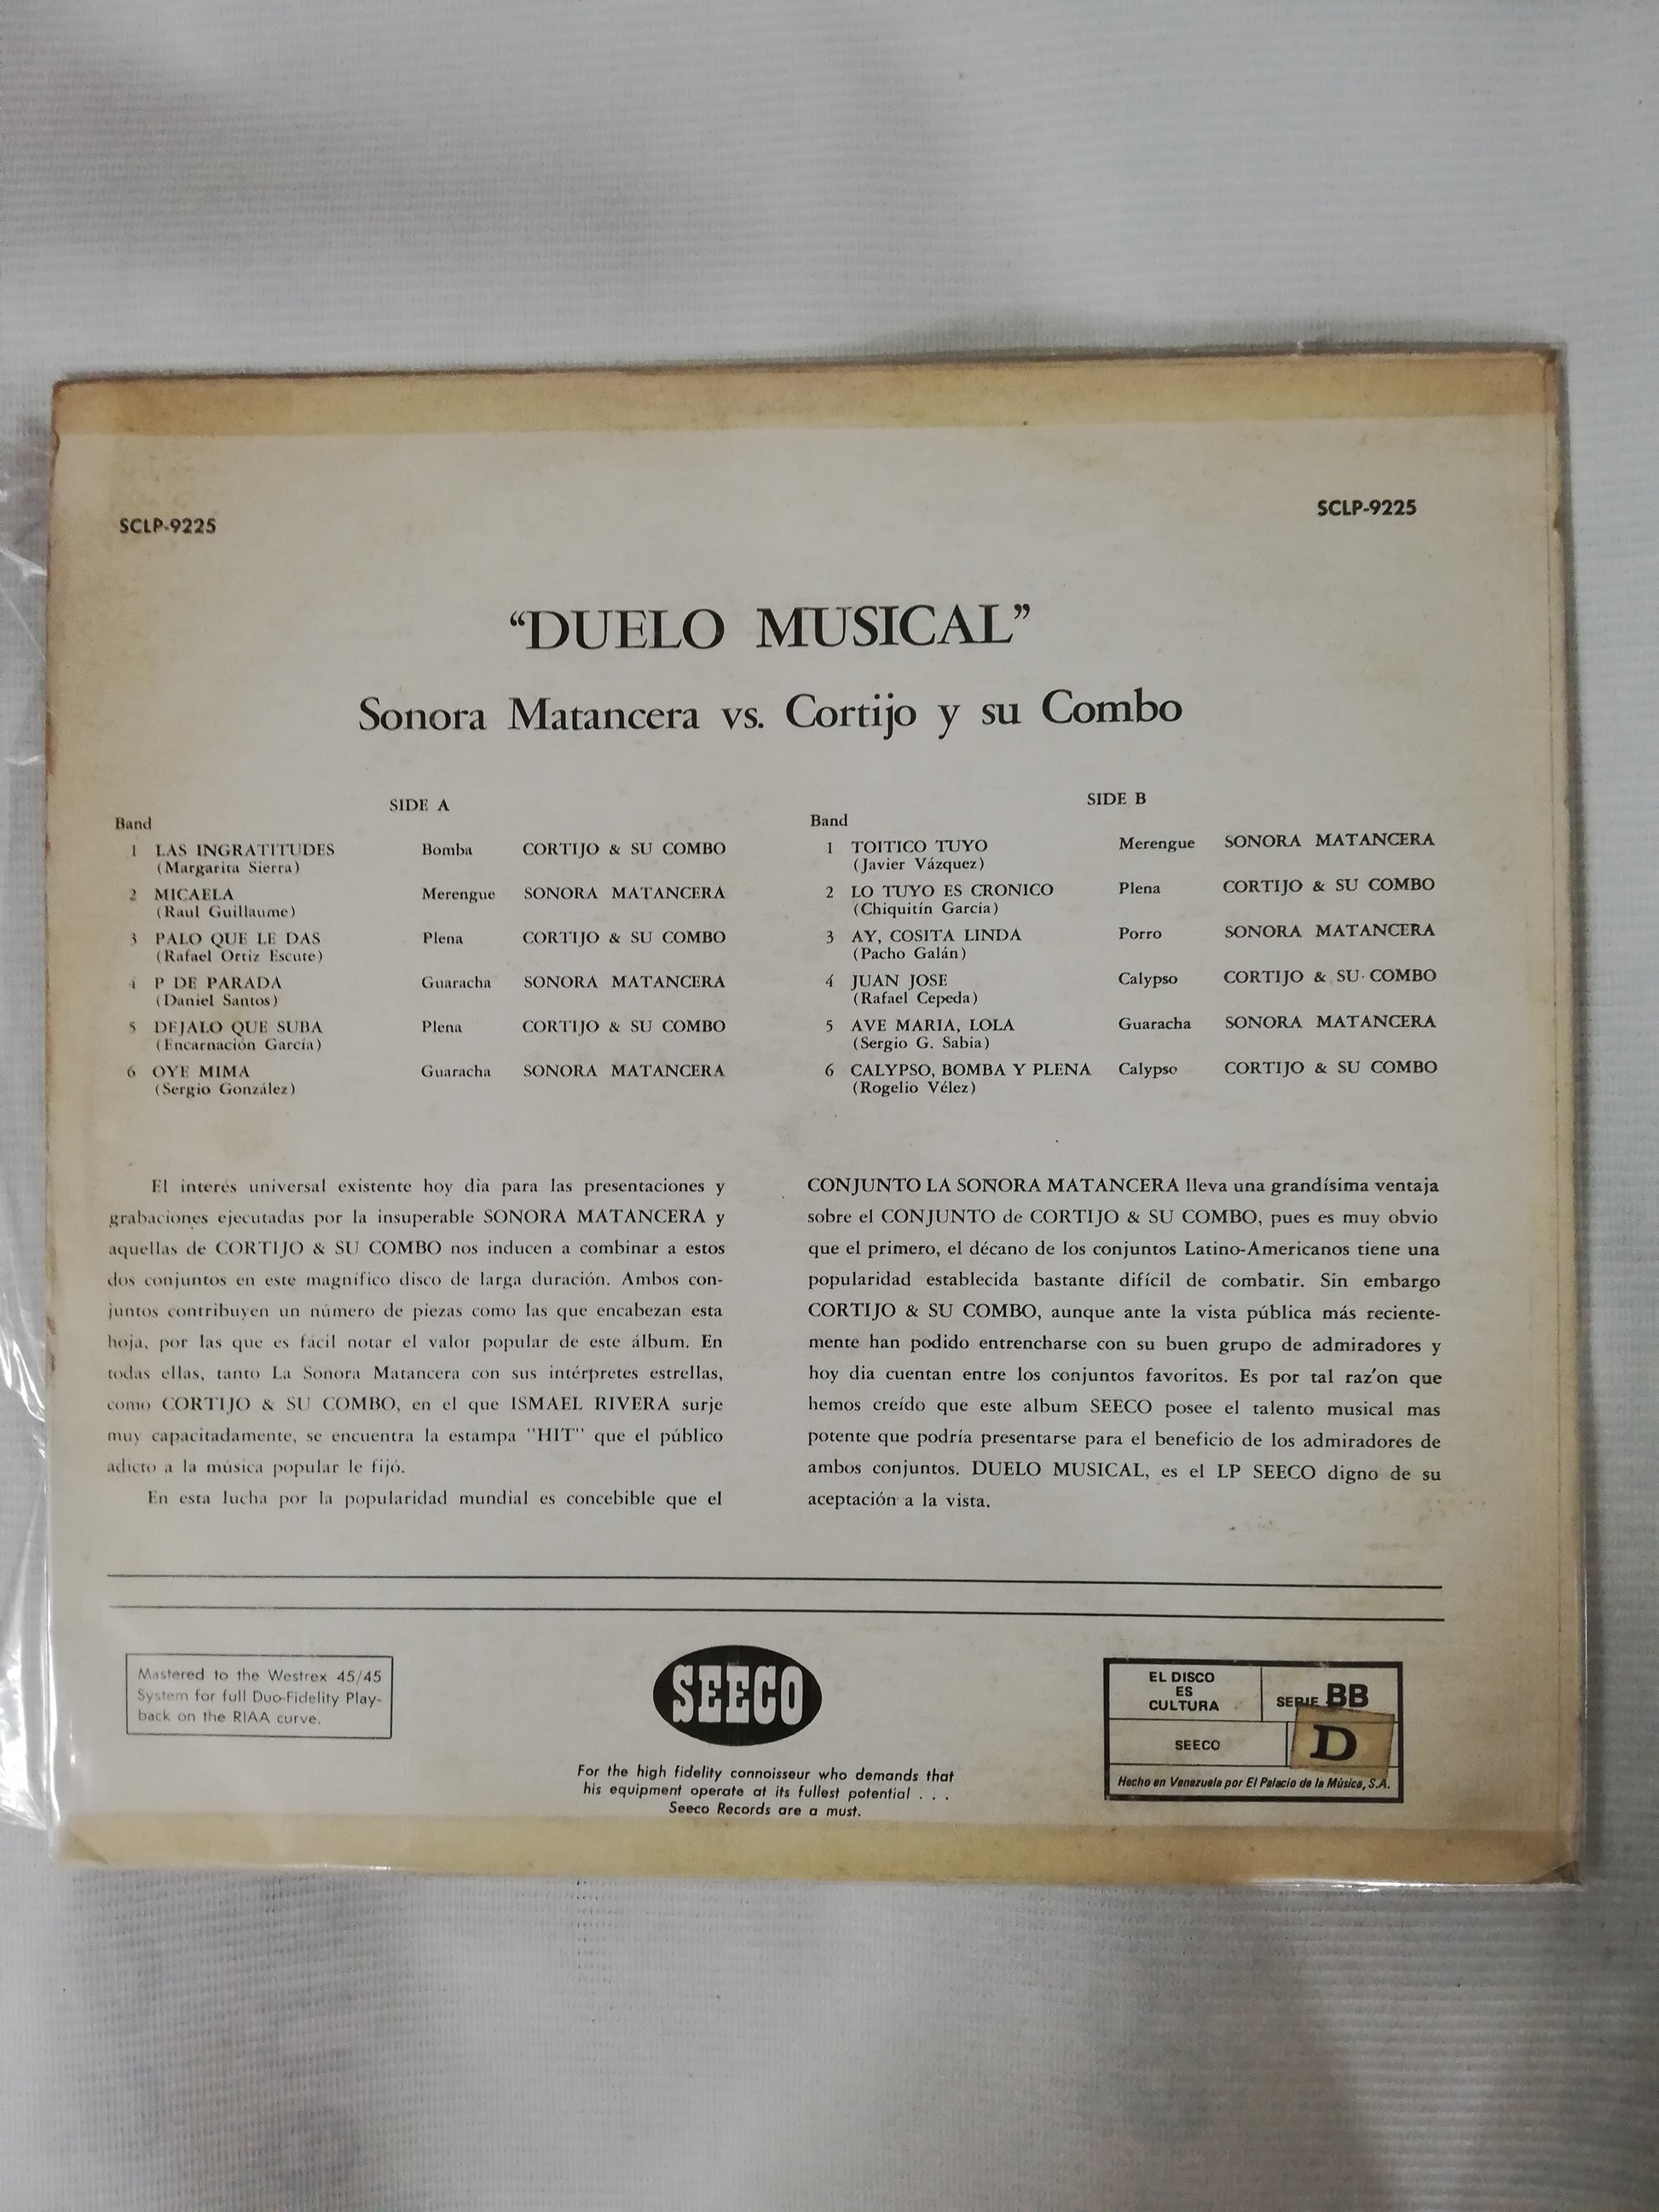 SCLP-9225
SCLP-9225
“DUELO MUSICAL”
Sonora Matancera vs. Cortijo y su Combo
SIDE A
Band
1 LAS INGRATITUDES Bomba CORTIJO & SU COMBO
(Margarita Sierra)
2 MICAELA Merengue SONORA MATANCERA
(Raul Guillaume)
3 PALO QUE LE DAS Plena CORTIJO & SU COMBO
(Rafael Ortiz Escute)
4 P DE PARADA Guaracha SONORA MATANCERA
(Daniel Santos)
5 DEJALO QUE SUBA Plena CORTIJO & SU COMBO
(Encarnación García)
6 OYE MIMA Guaracha SONORA MATANCERA
(Sergio González)
SIDE B
Band
1 TOITICO TUYO Merengue SONORA MATANCERA
(Javier Vázquez)
2 LO TUYO ES CRONICO Plena CORTIJO & SU COMBO
(Chiquitín García)
3 AY, COSITA LINDA Porro SONORA MATANCERA
(Pacho Galán)
4 JUAN JOSE Calypso CORTIJO & SU COMBO
(Rafael Cepeda)
5 AVE MARIA, LOLA Guaracha SONORA MATANCERA
(Sergio G. Sabia)
6 CALYPSO, BOMBA Y PLENA Calypso CORTIJO & SU COMBO
(Rogelio Vélez)
El interés universal existente hoy dia para las presentaciones y
grabaciones ejecutadas por la insuperable SONORA MATANCERA y
aquellas de CORTIJO & SU COMBO nos inducen a combinar a estos
dos conjuntos en este magnífico disco de larga duración. Ambos con-
juntos contribuyen un número de piezas como las que encabezan esta
hoja, por las que es fácil notar el valor popular de este álbum. En
todas ellas, tanto La Sonora Matancera con sus intérpretes estrellas,
como CORTIJO & SU COMBO, en el que ISMAEL RIVERA surje
muy capacitadamente, se encuentra la estampa "HIT" que el público
adicto a la música popular le fijó.
En esta lucha por la popularidad mundial es concebible que el
CONJUNTO LA SONORA MATANCERA lleva una grandísima ventaja
sobre el CONJUNTO de CORTIJO & SU COMBO, pues es muy obvio
que el primero, el décano de los conjuntos Latino-Americanos tiene una
popularidad establecida bastante difícil de combatir. Sin embargo
CORTIJO & SU COMBO, aunque ante la vista pública más reciente-
mente han podido entrencharse con su buen grupo de admiradores y
hoy dia cuentan entre los conjuntos favoritos. Es por tal raz'on que
hemos creído que este album SEECO posee el talento musical mas
potente que podría presentarse para el beneficio de los admiradores de
ambos conjuntos. DUELO MUSICAL, es el LP SEECO digno de su
aceptación a la vista.
Mastered to the Westrex 45/45
System for full Duo-Fidelity Play-
back on the RIAA curve.
SEECO
For the high fidelity connoisseur who demands that
his equipment operate at its fullest potential . . .
Seeco Records are a must.
EL DISCO
ES
CULTURA
SERIE BB
SEECO
D
Hecho en Venezuela por El Palacio de la Música, S.A.